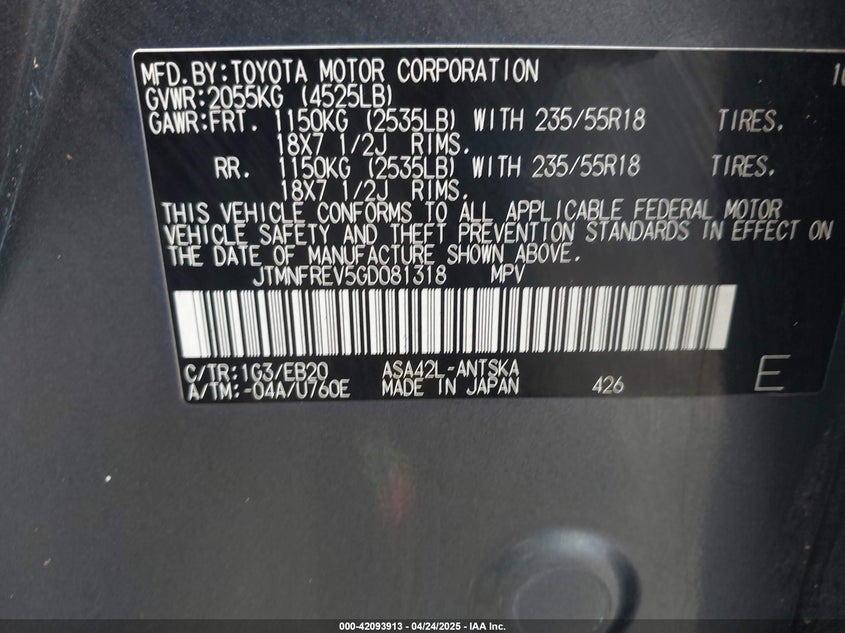 MFD.BY:TOYOTA MOTOR CORPORATION 10
GVWR:2055KG (4525LB)
GAWR:FRT. 1150KG (2535LB) WITH 235/55R18 TIRES.
18X7 1/2J RIMS.
RR. 1150KG (2535LB) WITH 235/55R18 TIRES.
18X7 1/2J RIMS.
THIS VEHICLE CONFORMS TO ALL APPLICABLE FEDERAL MOTOR
VEHICLE SAFETY AND THEFT PREVENTION STANDARDS IN EFFECT ON
THE DATE OF MANUFACTURE SHOWN ABOVE.
JTMNFREV5GD081318 MPV
C/TR:1G3/EB20 ASA42L-ANTSKA
A/TM:-04A/U760E MADE IN JAPAN 426 E
000-42093913 - 04/24/2025 - IAA Inc.